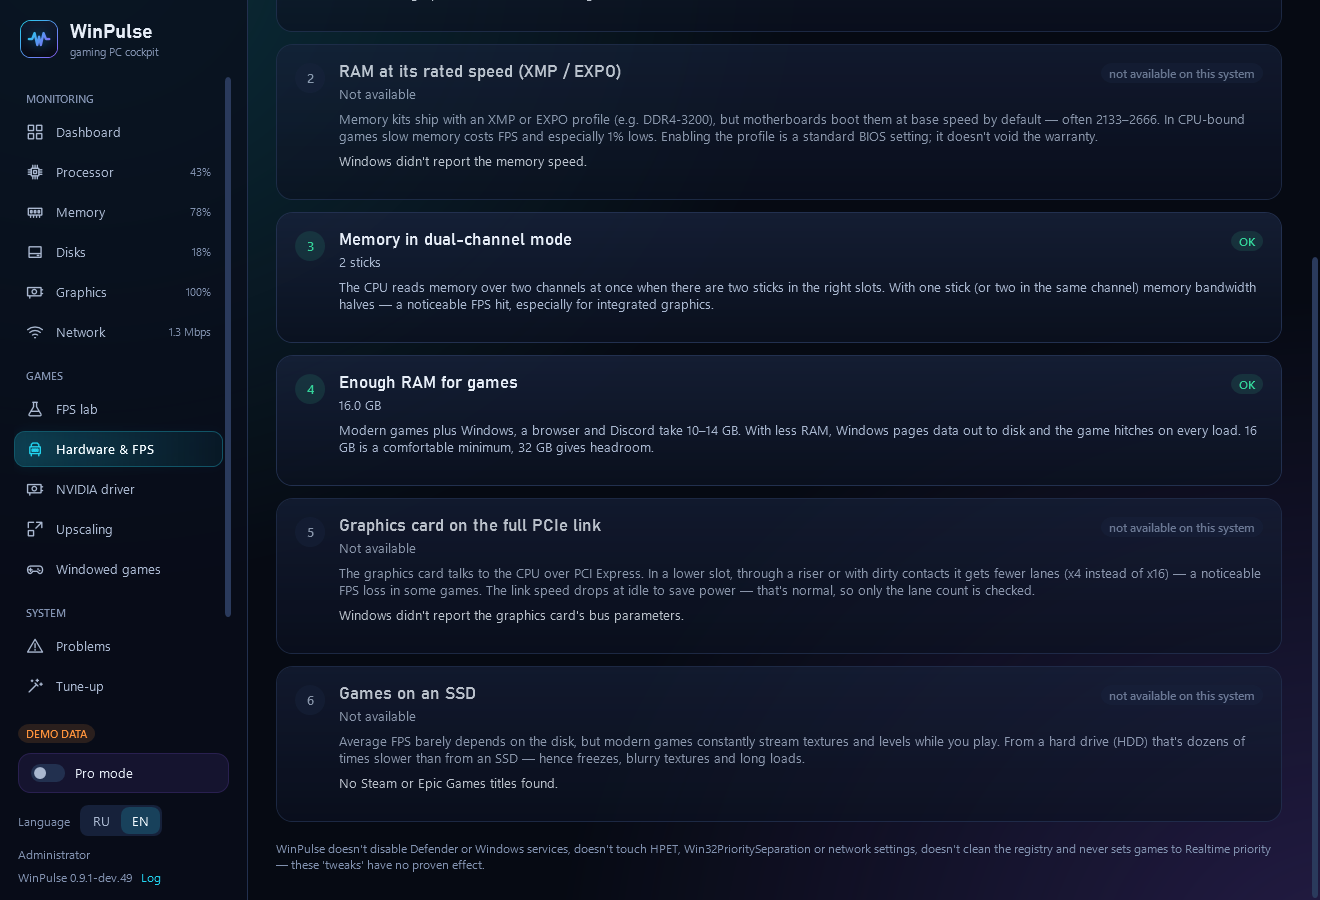 WinPulse
gaming PC cockpit
MONITORING
Dashboard
Processor 43%
Memory 78%
Disks 18%
Graphics 100%
Network 1.3 Mbps
GAMES
FPS lab
Hardware & FPS
NVIDIA driver
Upscaling
Windowed games
SYSTEM
Problems
Tune-up
DEMO DATA
Pro mode
Language RU EN
Administrator
WinPulse 0.9.1-dev.49 Log
2 RAM at its rated speed (XMP / EXPO) not available on this system
Not available
Memory kits ship with an XMP or EXPO profile (e.g. DDR4-3200), but motherboards boot them at base speed by default — often 2133–2666. In CPU-bound
games slow memory costs FPS and especially 1% lows. Enabling the profile is a standard BIOS setting; it doesn't void the warranty.
Windows didn't report the memory speed.
3 Memory in dual-channel mode OK
2 sticks
The CPU reads memory over two channels at once when there are two sticks in the right slots. With one stick (or two in the same channel) memory bandwidth
halves — a noticeable FPS hit, especially for integrated graphics.
4 Enough RAM for games OK
16.0 GB
Modern games plus Windows, a browser and Discord take 10–14 GB. With less RAM, Windows pages data out to disk and the game hitches on every load. 16
GB is a comfortable minimum, 32 GB gives headroom.
5 Graphics card on the full PCIe link not available on this system
Not available
The graphics card talks to the CPU over PCI Express. In a lower slot, through a riser or with dirty contacts it gets fewer lanes (x4 instead of x16) — a noticeable
FPS loss in some games. The link speed drops at idle to save power — that's normal, so only the lane count is checked.
Windows didn't report the graphics card's bus parameters.
6 Games on an SSD not available on this system
Not available
Average FPS barely depends on the disk, but modern games constantly stream textures and levels while you play. From a hard drive (HDD) that's dozens of
times slower than from an SSD — hence freezes, blurry textures and long loads.
No Steam or Epic Games titles found.
WinPulse doesn't disable Defender or Windows services, doesn't touch HPET, Win32PrioritySeparation or network settings, doesn't clean the registry and never sets games to Realtime priority
— these 'tweaks' have no proven effect.